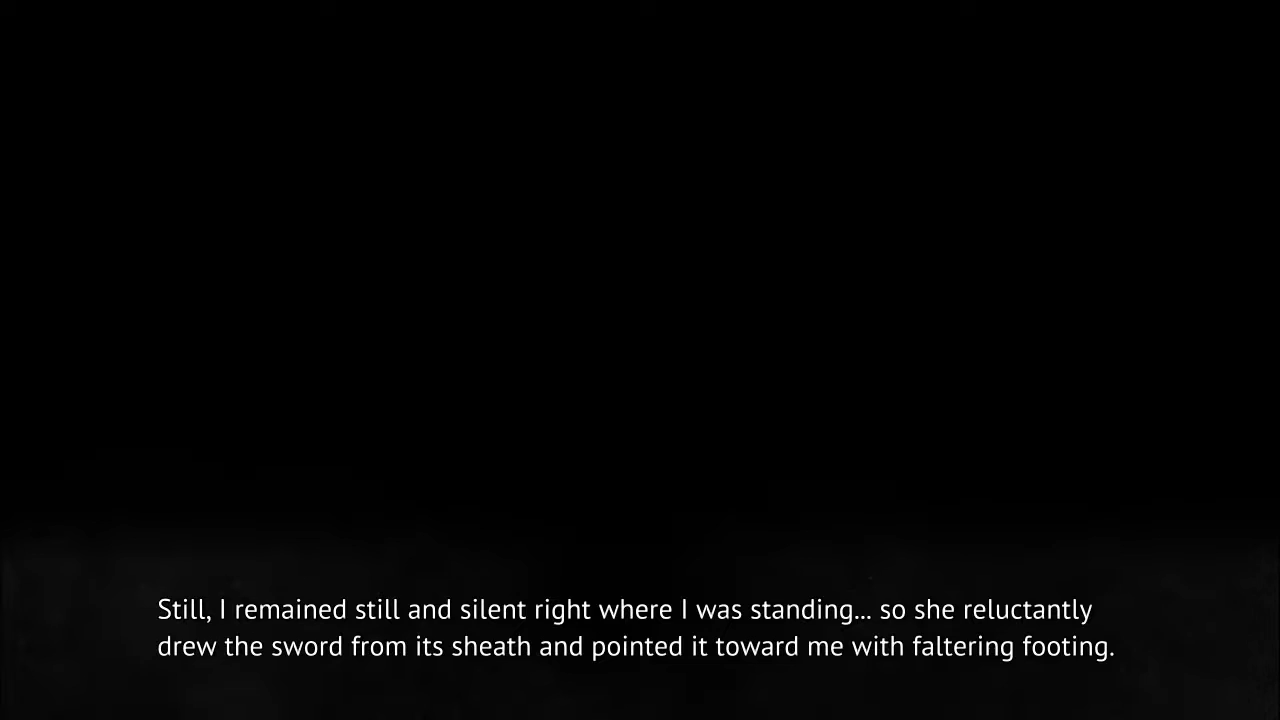 Still, I remained still and silent right where I was standing... so she reluctantly
drew the sword from its sheath and pointed it toward me with faltering footing.